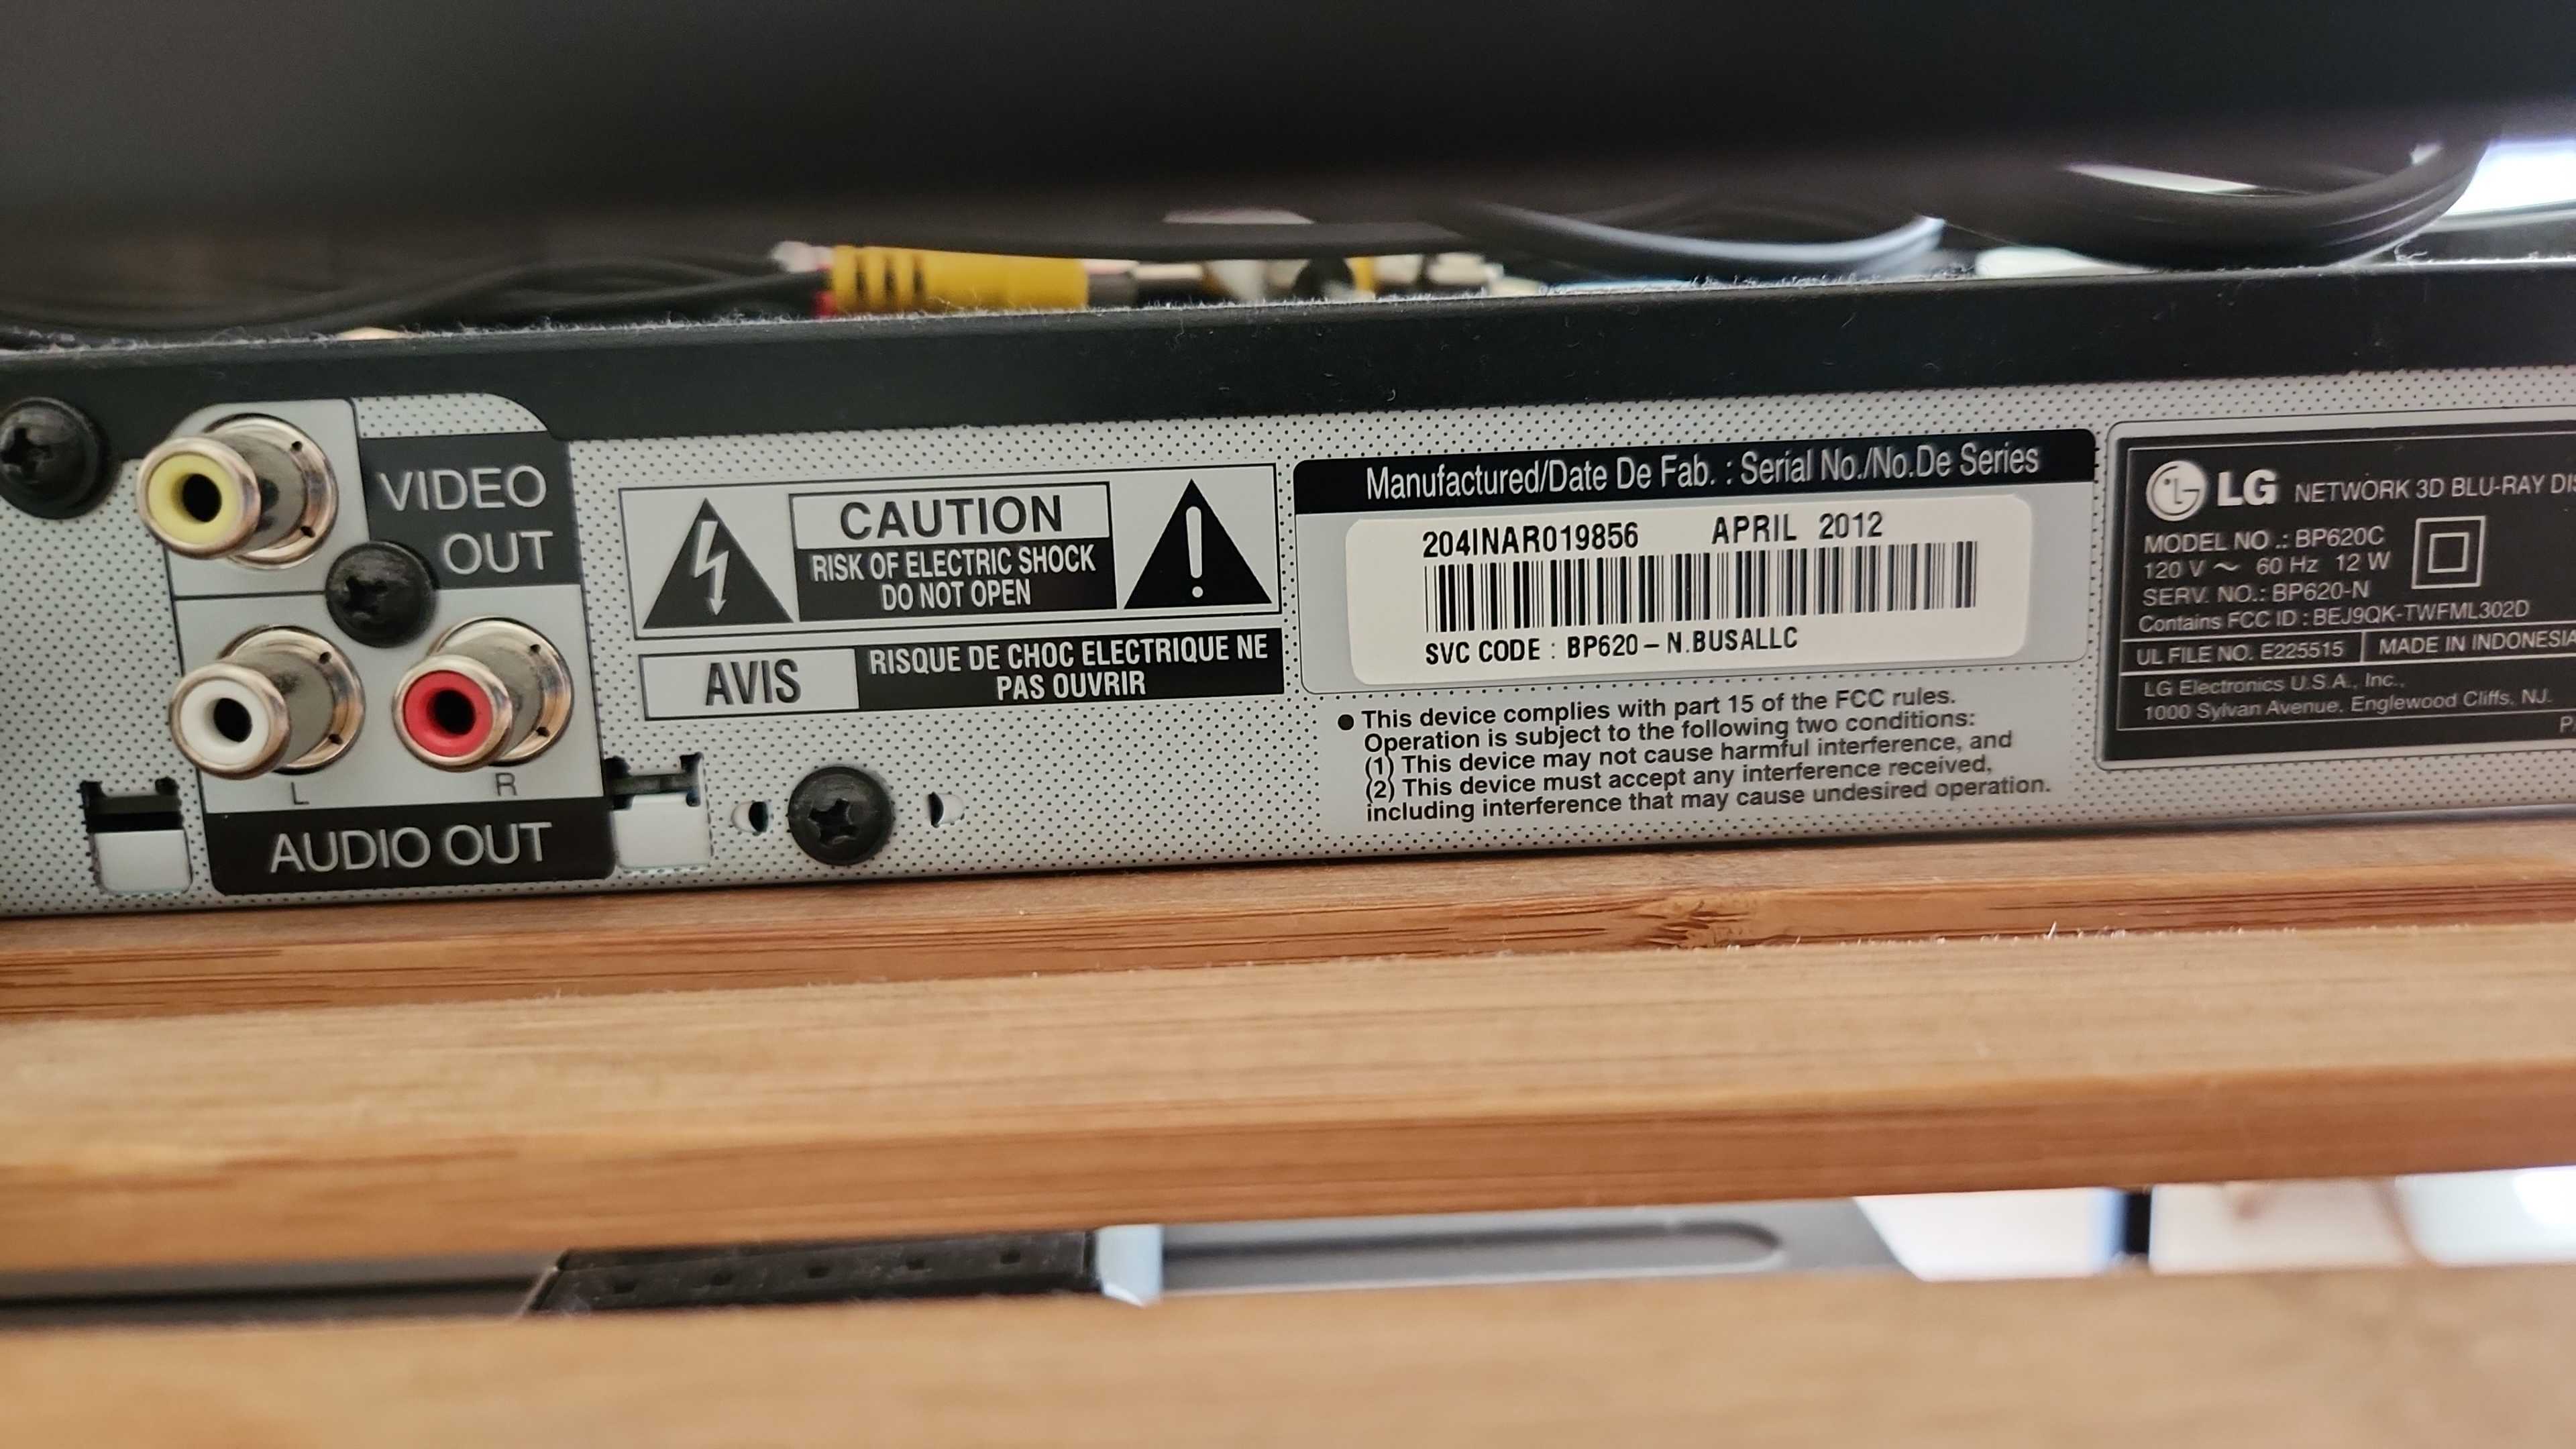 VIDEO
OUT
L
R
AUDIO OUT
CAUTION
RISK OF ELECTRIC SHOCK
DO NOT OPEN
AVIS
RISQUE DE CHOC ELECTRIQUE NE
PAS OUVRIR
Manufactured/Date De Fab. : Serial No./No.De Series
204INAR019856 APRIL 2012
SVC CODE : BP620-N.BUSALLC
● This device complies with part 15 of the FCC rules.
Operation is subject to the following two conditions:
(1) This device may not cause harmful interference, and
(2) This device must accept any interference received,
including interference that may cause undesired operation.
LG NETWORK 3D BLU-RAY DIS
MODEL NO .: BP620C
120 V ~ 60 Hz 12 W
SERV. NO.: BP620-N
Contains FCC ID : BEJ9QK-TWFML302D
UL FILE NO. E225515 MADE IN INDONESIA
LG Electronics U.S.A., Inc.,
1000 Sylvan Avenue, Englewood Cliffs, NJ.